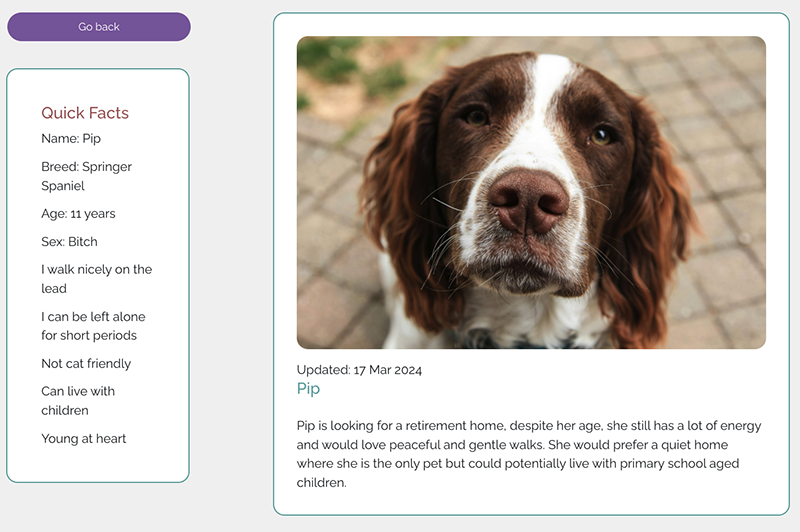 Go back
Quick Facts
Name: Pip
Breed: Springer
Spaniel
Age: 11 years
Sex: Bitch
I walk nicely on the
lead
I can be left alone
for short periods
Not cat friendly
Can live with
children
Young at heart
Updated: 17 Mar 2024
Pip
Pip is looking for a retirement home, despite her age, she still has a lot of energy
and would love peaceful and gentle walks. She would prefer a quiet home
where she is the only pet but could potentially live with primary school aged
children.